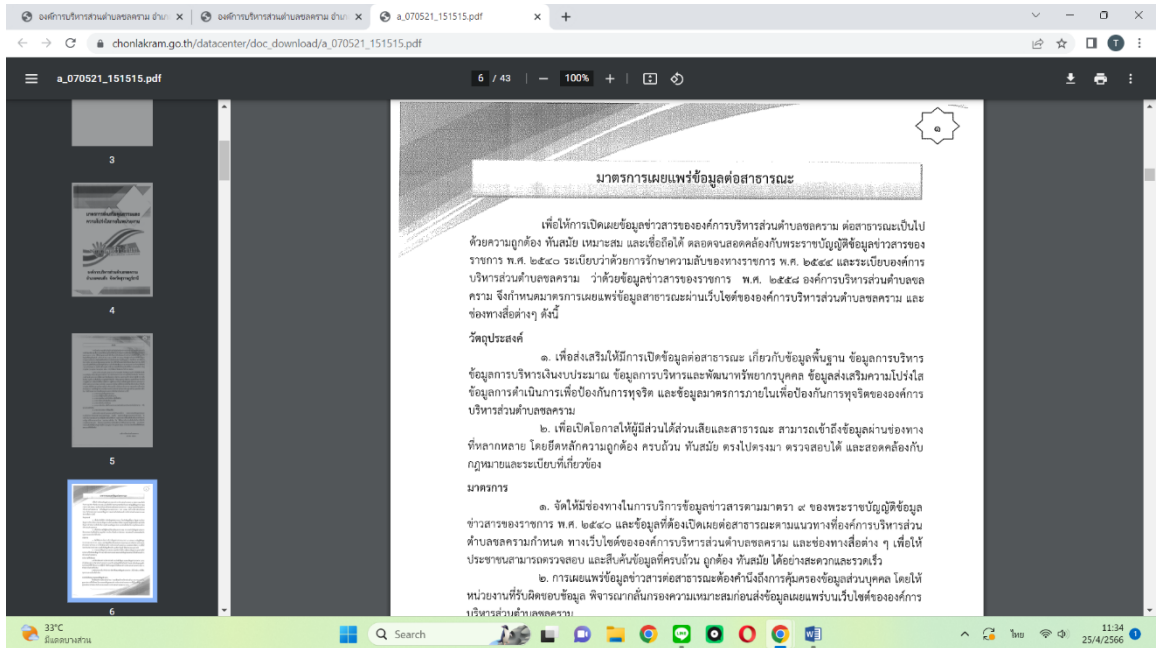 องค์การบริหารส่วนตำบลชลคราม อำเภ
องค์การบริหารส่วนตำบลชลคราม อำเภ
a_070521_151515.pdf
chonlakram.go.th/datacenter/doc_download/a_070521_151515.pdf
T
a_070521_151515.pdf
6 / 43
100%
3
4
5
6
๑
มาตรการเผยแพร่ข้อมูลต่อสาธารณะ
เพื่อให้การเปิดเผยข้อมูลข่าวสารขององค์การบริหารส่วนตำบลชลคราม ต่อสาธารณะเป็นไป
ด้วยความถูกต้อง ทันสมัย เหมาะสม และเชื่อถือได้ ตลอดจนสอดคล้องกับพระราชบัญญัติข้อมูลข่าวสารของ
ราชการ พ.ศ. ๒๕๔๐ ระเบียบว่าด้วยการรักษาความลับของทางราชการ พ.ศ. ๒๕๔๔ และระเบียบองค์การ
บริหารส่วนตำบลชลคราม ว่าด้วยข้อมูลข่าวสารของราชการ พ.ศ. ๒๕๕๘ องค์การบริหารส่วนตำบลชล
คราม จึงกำหนดมาตรการเผยแพร่ข้อมูลสาธารณะผ่านเว็บไซต์ขององค์การบริหารส่วนตำบลชลคราม และ
ช่องทางสื่อต่างๆ ดังนี้
วัตถุประสงค์
๑. เพื่อส่งเสริมให้มีการเปิดข้อมูลต่อสาธารณะ เกี่ยวกับข้อมูลพื้นฐาน ข้อมูลการบริหาร
ข้อมูลการบริหารเงินงบประมาณ ข้อมูลการบริหารและพัฒนาทรัพยากรบุคคล ข้อมูลส่งเสริมความโปร่งใส
ข้อมูลการดำเนินการเพื่อป้องกันการทุจริต และข้อมูลมาตรการภายในเพื่อป้องกันการทุจริตขององค์การ
บริหารส่วนตำบลชลคราม
๒. เพื่อเปิดโอกาสให้ผู้มีส่วนได้ส่วนเสียและสาธารณะ สามารถเข้าถึงข้อมูลผ่านช่องทาง
ที่หลากหลาย โดยยึดหลักความถูกต้อง ครบถ้วน ทันสมัย ตรงไปตรงมา ตรวจสอบได้ และสอดคล้องกับ
กฎหมายและระเบียบที่เกี่ยวข้อง
มาตรการ
๑. จัดให้มีช่องทางในการบริการข้อมูลข่าวสารตามมาตรา ๙ ของพระราชบัญญัติข้อมูล
ข่าวสารของราชการ พ.ศ. ๒๕๔๐ และข้อมูลที่ต้องเปิดเผยต่อสาธารณะตามแนวทางที่องค์การบริหารส่วน
ตำบลชลครามกำหนด ทางเว็บไซต์ขององค์การบริหารส่วนตำบลชลคราม และช่องทางสื่อต่าง ๆ เพื่อให้
ประชาชนสามารถตรวจสอบ และสืบค้นข้อมูลที่ครบถ้วน ถูกต้อง ทันสมัย ได้อย่างสะดวกและรวดเร็ว
๒. การเผยแพร่ข้อมูลข่าวสารต่อสาธารณะต้องคำนึงถึงการคุ้มครองข้อมูลส่วนบุคคล โดยให้
หน่วยงานที่รับผิดชอบข้อมูล พิจารณากลั่นกรองความเหมาะสมก่อนส่งข้อมูลเผยแพร่บนเว็บไซต์ขององค์การ
บริหารส่วนตำบลชลคราม
33°C
มีแดดบางส่วน
Search
ไทย
11:34
25/4/2566
1